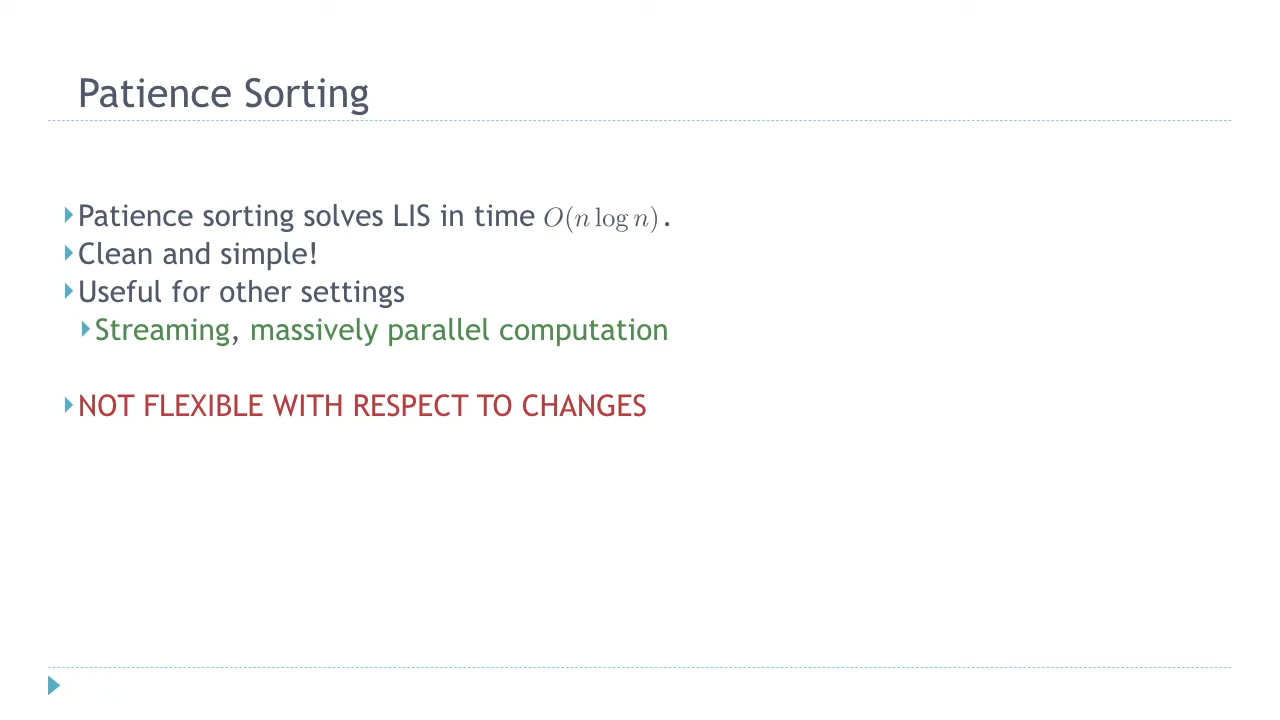 Patience Sorting
Patience sorting solves LIS in time O(n log n).
Clean and simple!
Useful for other settings
Streaming, massively parallel computation
NOT FLEXIBLE WITH RESPECT TO CHANGES